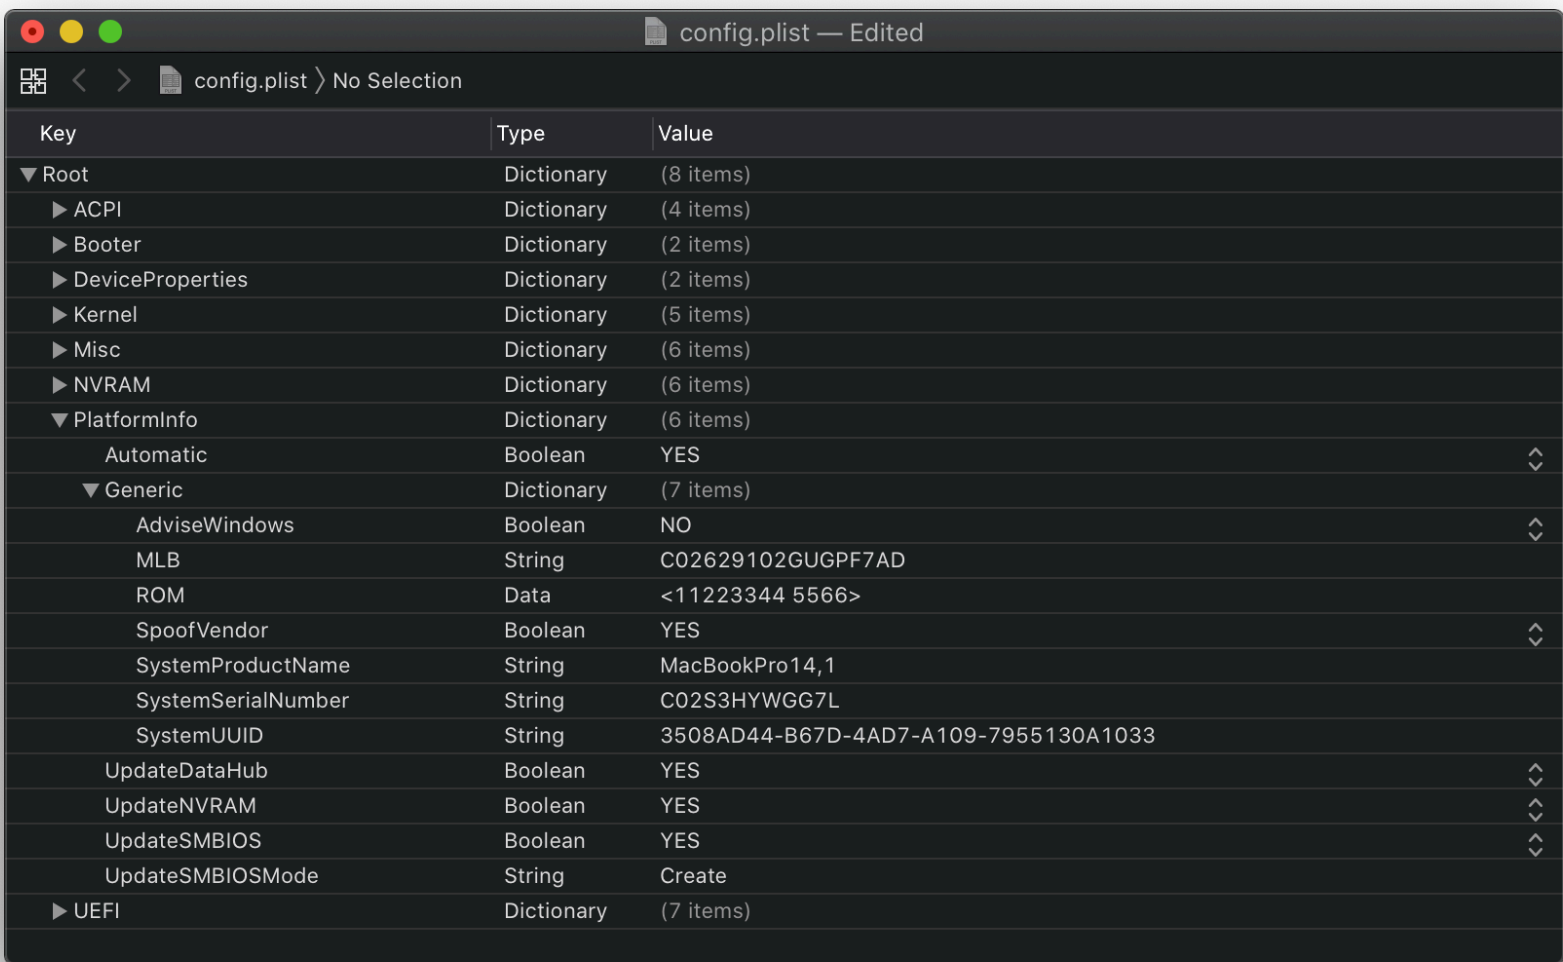 config.plist — Edited
config.plist 〉 No Selection
Key Type Value
Root Dictionary (8 items)
ACPI Dictionary (4 items)
Booter Dictionary (2 items)
DeviceProperties Dictionary (2 items)
Kernel Dictionary (5 items)
Misc Dictionary (6 items)
NVRAM Dictionary (6 items)
PlatformInfo Dictionary (6 items)
Automatic Boolean YES
Generic Dictionary (7 items)
AdviseWindows Boolean NO
MLB String C02629102GUGPF7AD
ROM Data <11223344 5566>
SpoofVendor Boolean YES
SystemProductName String MacBookPro14,1
SystemSerialNumber String C02S3HYWGG7L
SystemUUID String 3508AD44-B67D-4AD7-A109-7955130A1033
UpdateDataHub Boolean YES
UpdateNVRAM Boolean YES
UpdateSMBIOS Boolean YES
UpdateSMBIOSMode String Create
UEFI Dictionary (7 items)